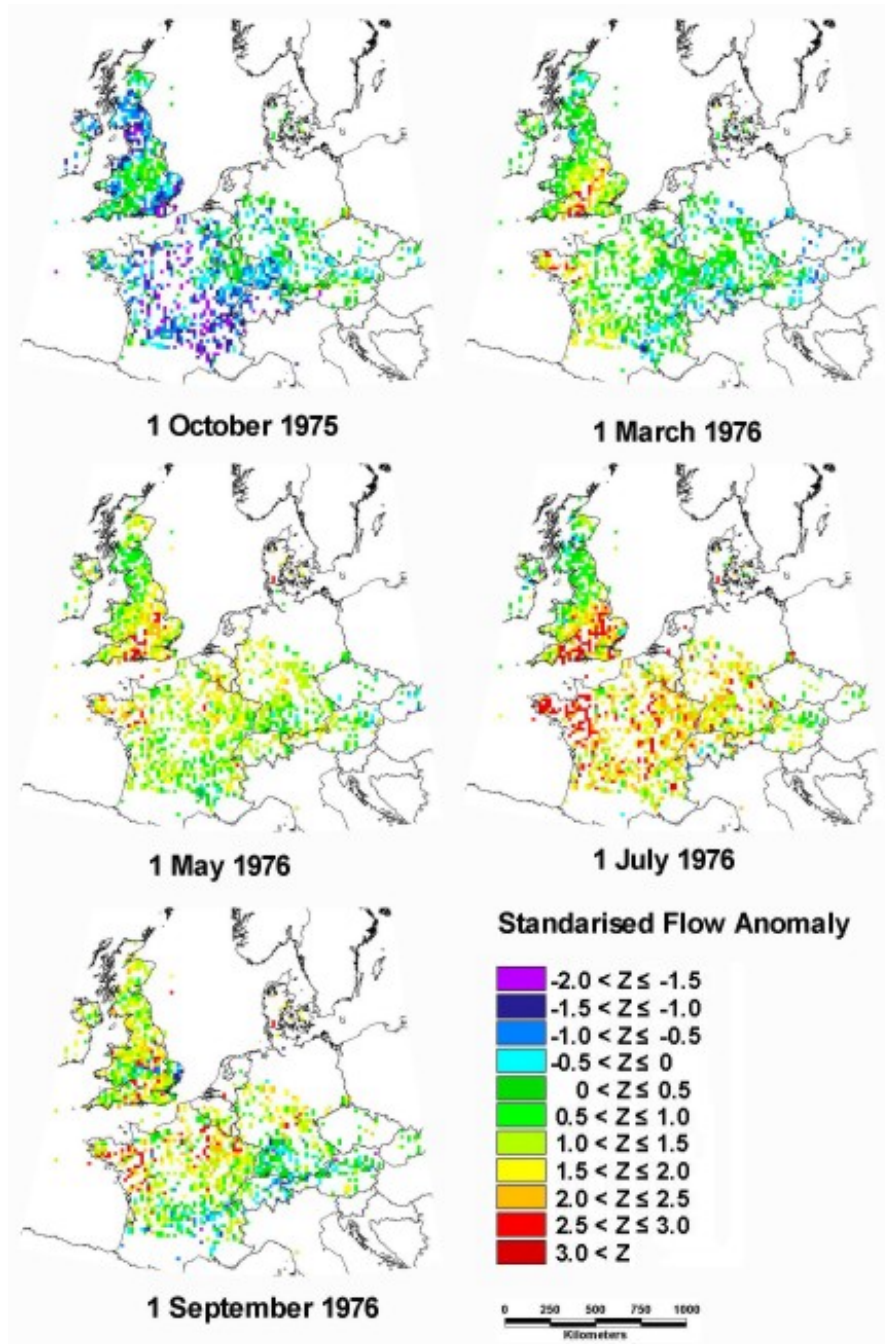 1 October 1975
1 March 1976
1 May 1976
1 July 1976
1 September 1976
Standarised Flow Anomaly
-2.0 < Z ≤ -1.5
-1.5 < Z ≤ -1.0
-1.0 < Z ≤ -0.5
-0.5 < Z ≤ 0
0 < Z ≤ 0.5
0.5 < Z ≤ 1.0
1.0 < Z ≤ 1.5
1.5 < Z ≤ 2.0
2.0 < Z ≤ 2.5
2.5 < Z ≤ 3.0
3.0 < Z
0 250 500 750 1000
Kilometers